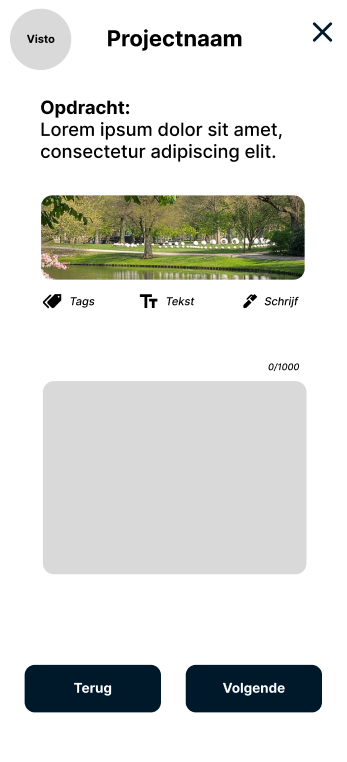 Visto
Projectnaam
Opdracht:
Lorem ipsum dolor sit amet,
consectetur adipiscing elit.
Tags
Tekst
Schrijf
0/1000
Terug
Volgende